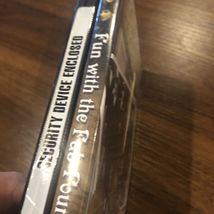 SECURITY DEVICE ENCLOSED
Fun with the Fab Four